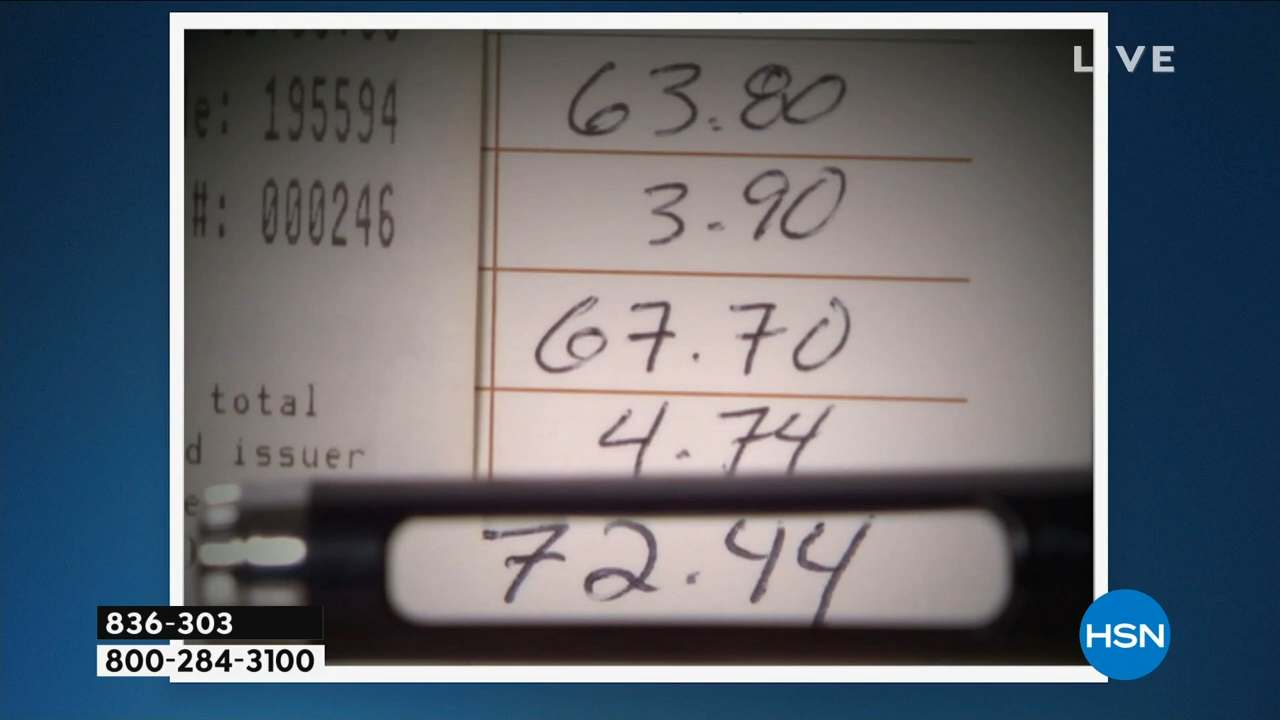 LIVE
e: 195594
63.80
#: 000246
3.90
67.70
total
4.74
d issuer
e
72.44
836-303
800-284-3100
HSN